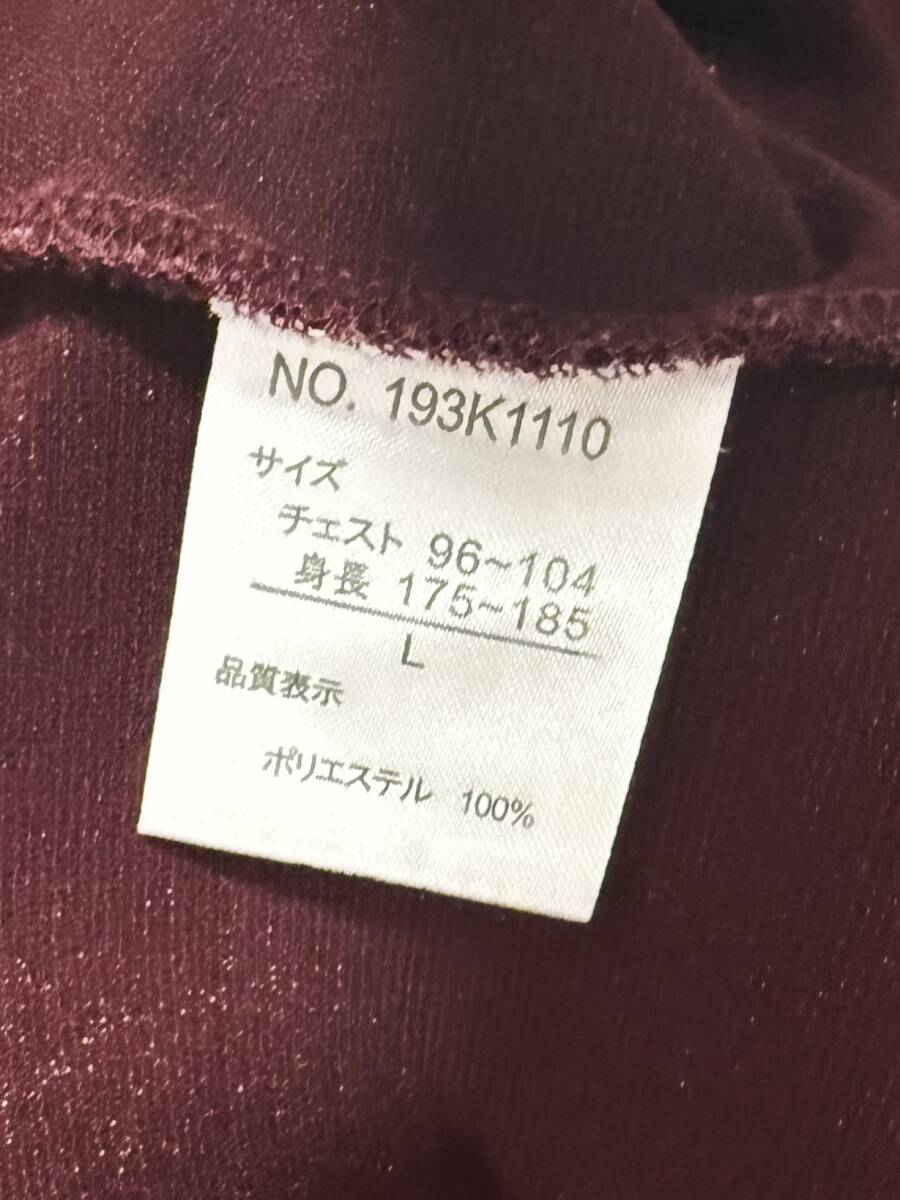 NO. 193K1110
サイズ
チェスト 96~104
身長 175~185
L
品質表示
ポリエステル 100%